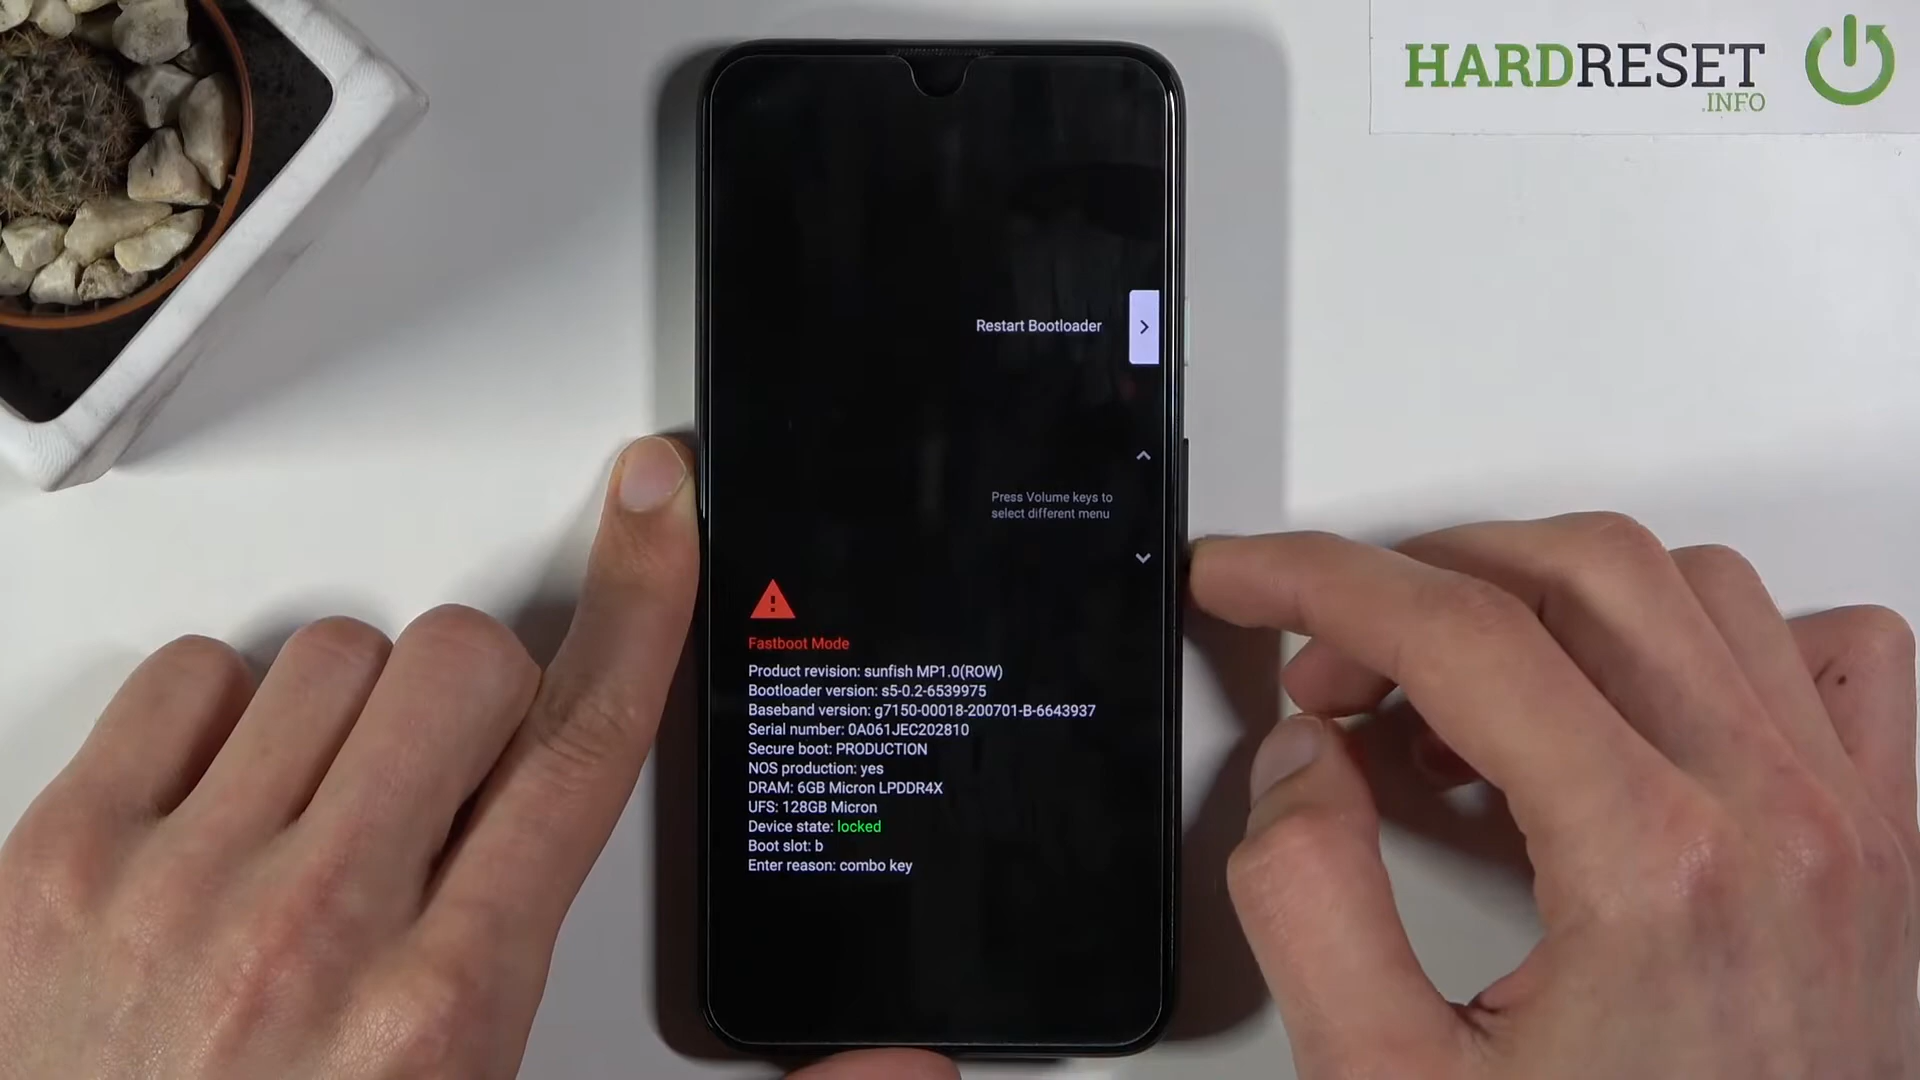 HARDRESET
.INFO
Restart Bootloader
Press Volume keys to
select different menu
Fastboot Mode
Product revision: sunfish MP1.0(ROW)
Bootloader version: s5-0.2-6539975
Baseband version: g7150-00018-200701-B-6643937
Serial number: 0A061JEC202810
Secure boot: PRODUCTION
NOS production: yes
DRAM: 6GB Micron LPDDR4X
UFS: 128GB Micron
Device state: locked
Boot slot: b
Enter reason: combo key